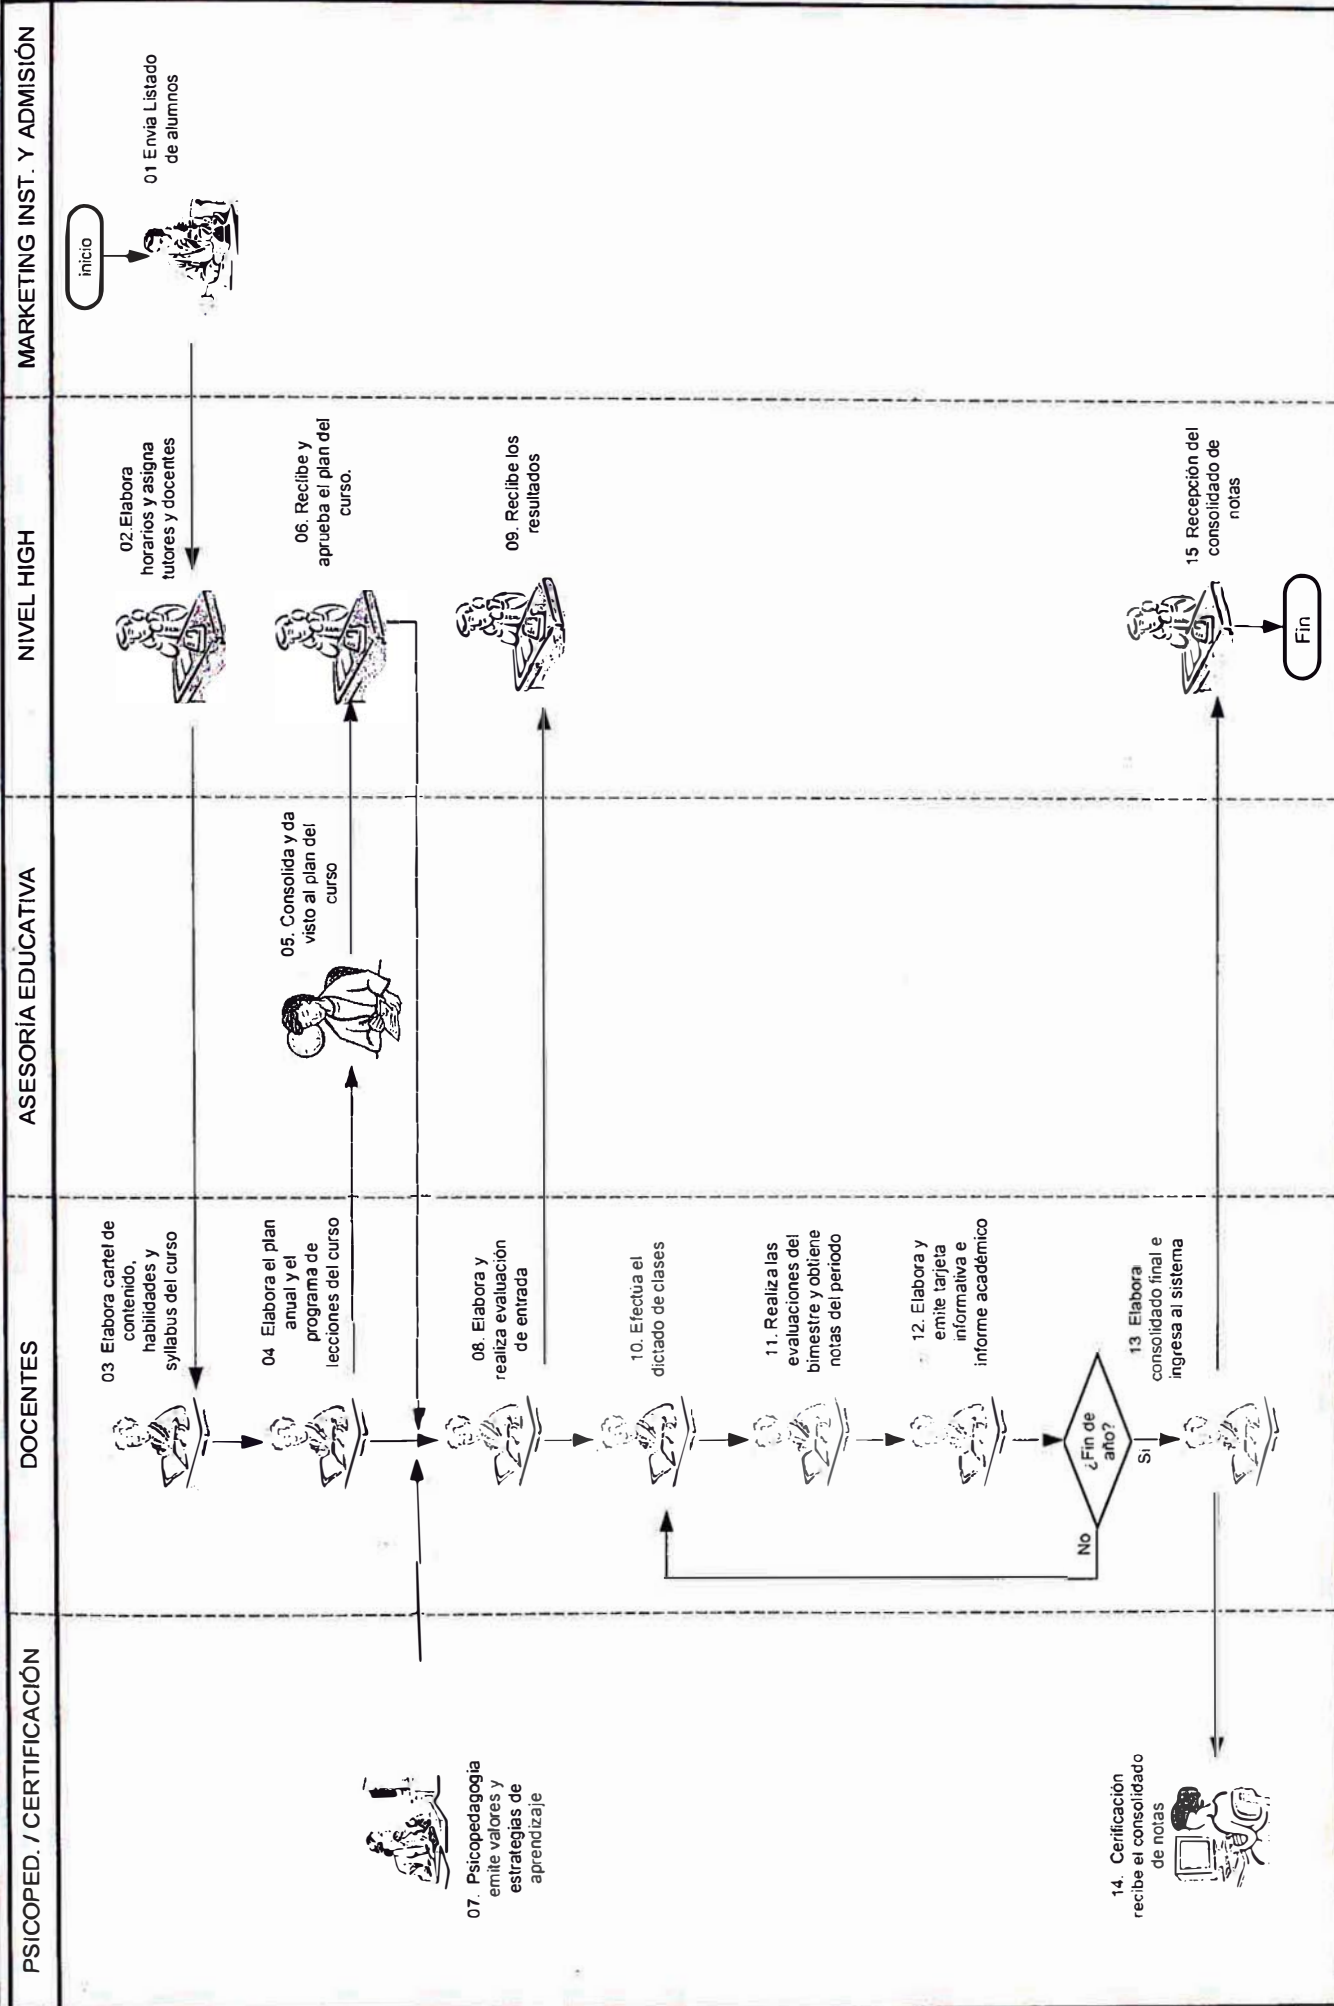 PSICOPED. / CERTIFICACIÓN
DOCENTES
ASESORÍA EDUCATIVA
NIVEL HIGH
MARKETING INST. Y ADMISIÓN
inicio
01 Envia Listado
de alumnos
02.Elabora
horarios y asigna
tutores y docentes
03 Elabora cartel de
contenido,
habilidades y
syllabus del curso
04 Elabora el plan
anual y el
programa de
lecciones del curso
05. Consolida y da
visto al plan del
curso
06. Recibe y
aprueba el plan del
curso.
07. Psicopedagogia
emite valores y
estrategias de
aprendizaje
08. Elabora y
realiza evaluación
de entrada
09. Recibe los
resultados
10. Efectúa el
dictado de clases
11. Realiza las
evaluaciones del
bimestre y obtiene
notas del periodo
12. Elabora y
emite tarjeta
informativa e
informe académico
¿Fin de
año?
No
Si
13 Elabora
consolidado final e
ingresa al sistema
14. Cerificación
recibe el consolidado
de notas
15 Recepción del
consolidado de
notas
Fin